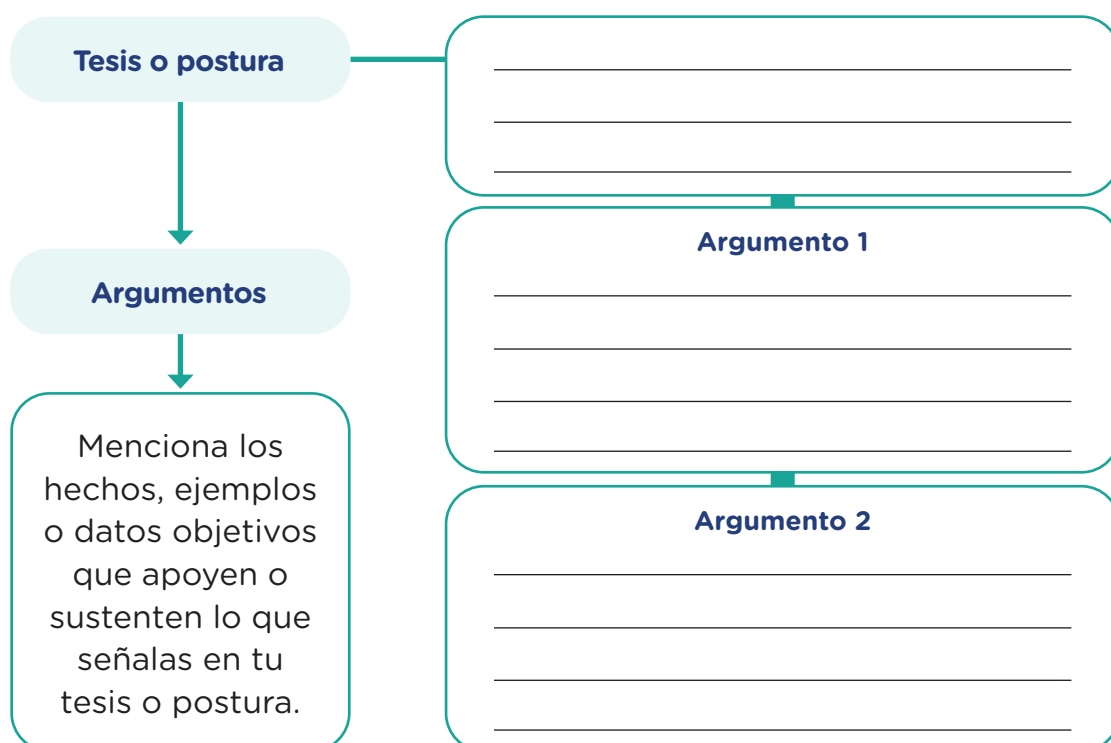 Tesis o postura
Argumentos
Menciona los
hechos, ejemplos
o datos objetivos
que apoyen o
sustenten lo que
señalas en tu
tesis o postura.
Argumento 1
Argumento 2